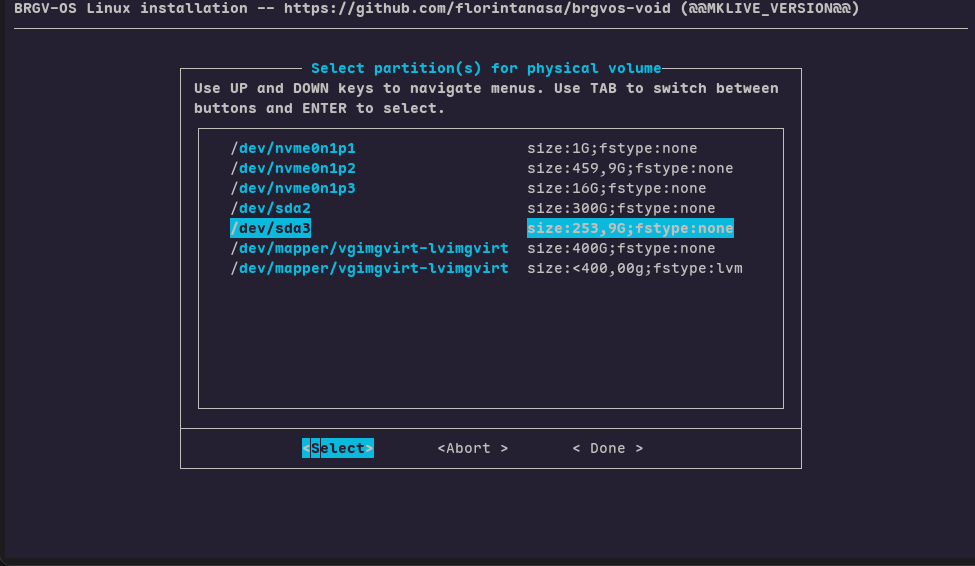 BRGV-OS Linux installation -- https://github.com/florintanasa/brgvos-void (@@MKLIVE_VERSION@@)
Select partition(s) for physical volume
Use UP and DOWN keys to navigate menus. Use TAB to switch between
buttons and ENTER to select.
/dev/nvme0n1p1 size:1G;fstype:none
/dev/nvme0n1p2 size:459,9G;fstype:none
/dev/nvme0n1p3 size:16G;fstype:none
/dev/sda2 size:300G;fstype:none
/dev/sda3 size:253,9G;fstype:none
/dev/mapper/vgimgvirt-lvimgvirt size:400G;fstype:none
/dev/mapper/vgimgvirt-lvimgvirt size:<400,00g;fstype:lvm
<Select> <Abort > < Done >